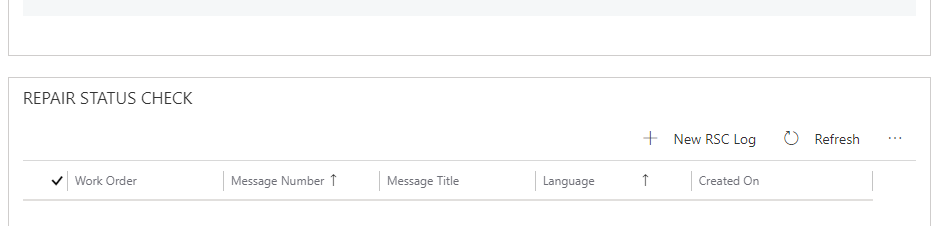 REPAIR STATUS CHECK
New RSC Log Refresh
Work Order Message Number Message Title Language Created On